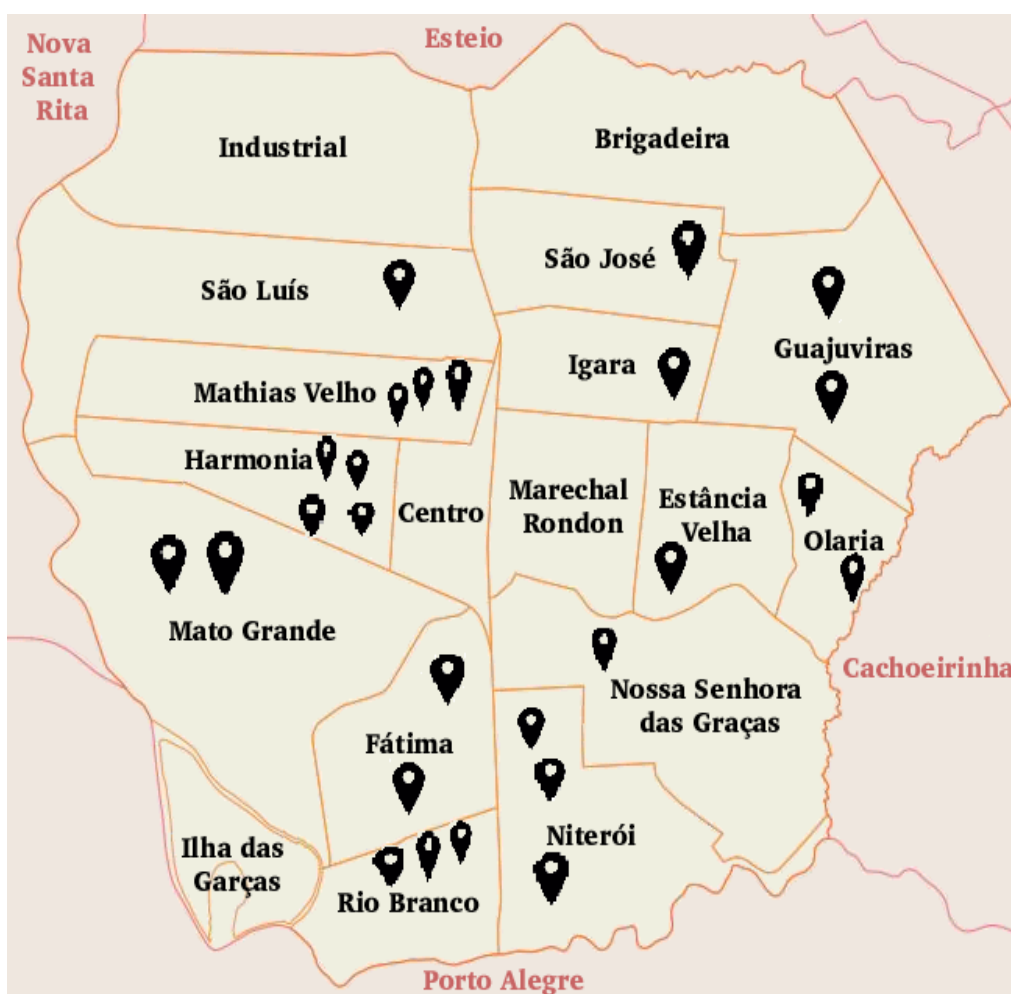 Nova
Santa
Rita
Esteio
Industrial
Brigadeira
São José
São Luís
Guajuviras
Igara
Mathias Velho
Harmonia
Centro
Marechal
Rondon
Estância
Velha
Olaria
Mato Grande
Cachoeirinha
Nossa Senhora
das Graças
Fátima
Niterói
Ilha das
Garças
Rio Branco
Porto Alegre